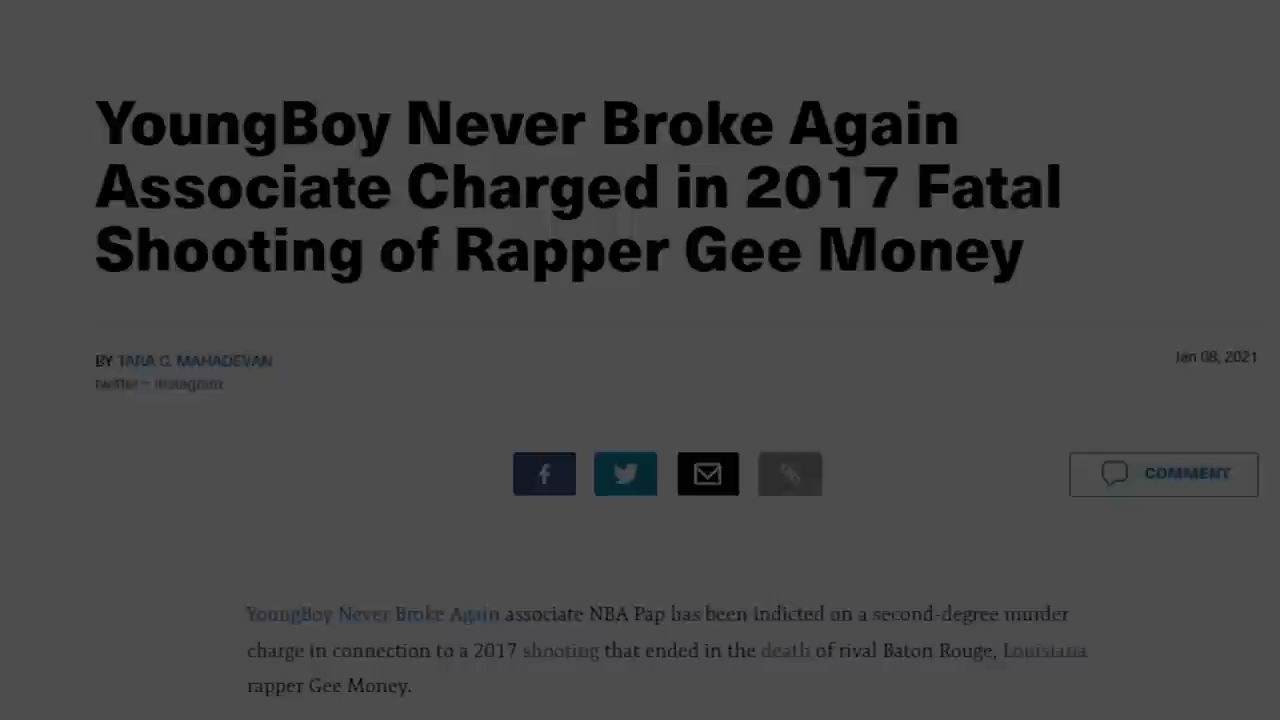 YoungBoy Never Broke Again
Associate Charged in 2017 Fatal
Shooting of Rapper Gee Money
BY TARA C. MAHADEVAN
Jan 08, 2021
twitter - instagram
COMMENT
YoungBoy Never Broke Again associate NBA Pap has been indicted on a second-degree murder
charge in connection to a 2017 shooting that ended in the death of rival Baton Rouge, Louisiana
rapper Gee Money.